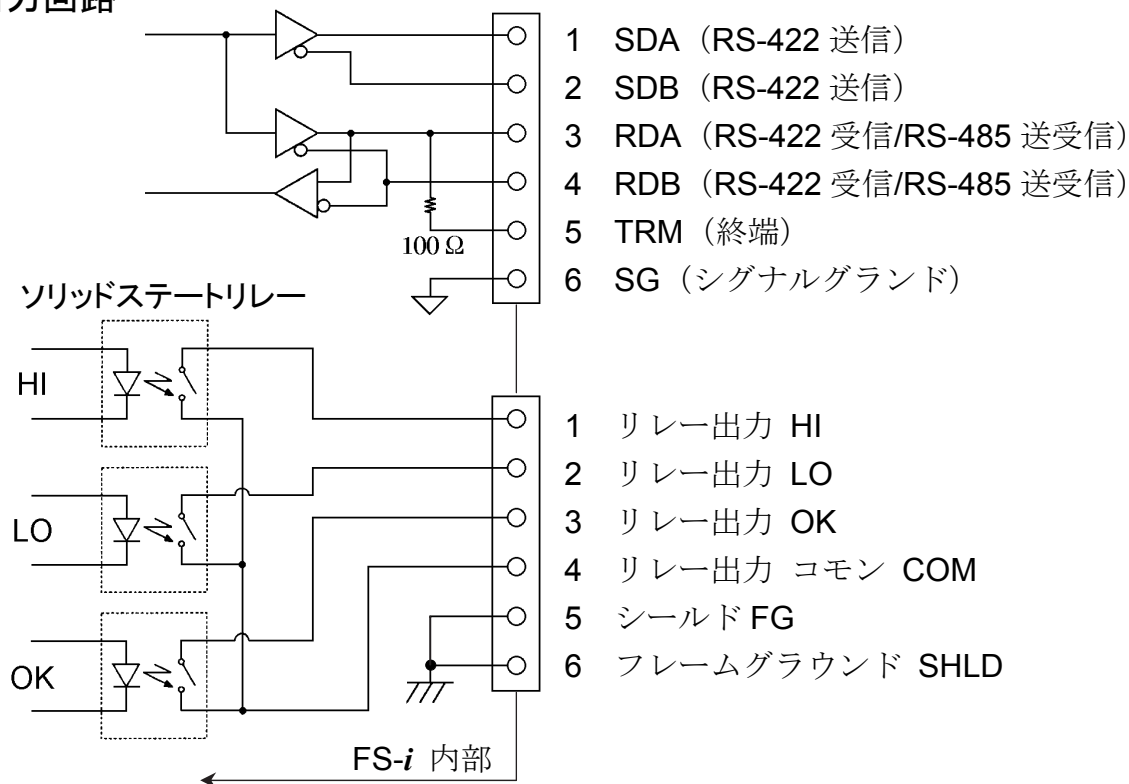 力回路
1 SDA（RS-422 送信）
2 SDB（RS-422 送信）
3 RDA（RS-422 受信/RS-485 送受信）
4 RDB（RS-422 受信/RS-485 送受信）
100 Ω
5 TRM（終端）
6 SG（シグナルグランド）
ソリッドステートリレー
HI
1 リレー出力 HI
2 リレー出力 LO
LO
3 リレー出力 OK
4 リレー出力 コモン COM
5 シールド FG
OK
6 フレームグラウンド SHLD
FS-i 内部